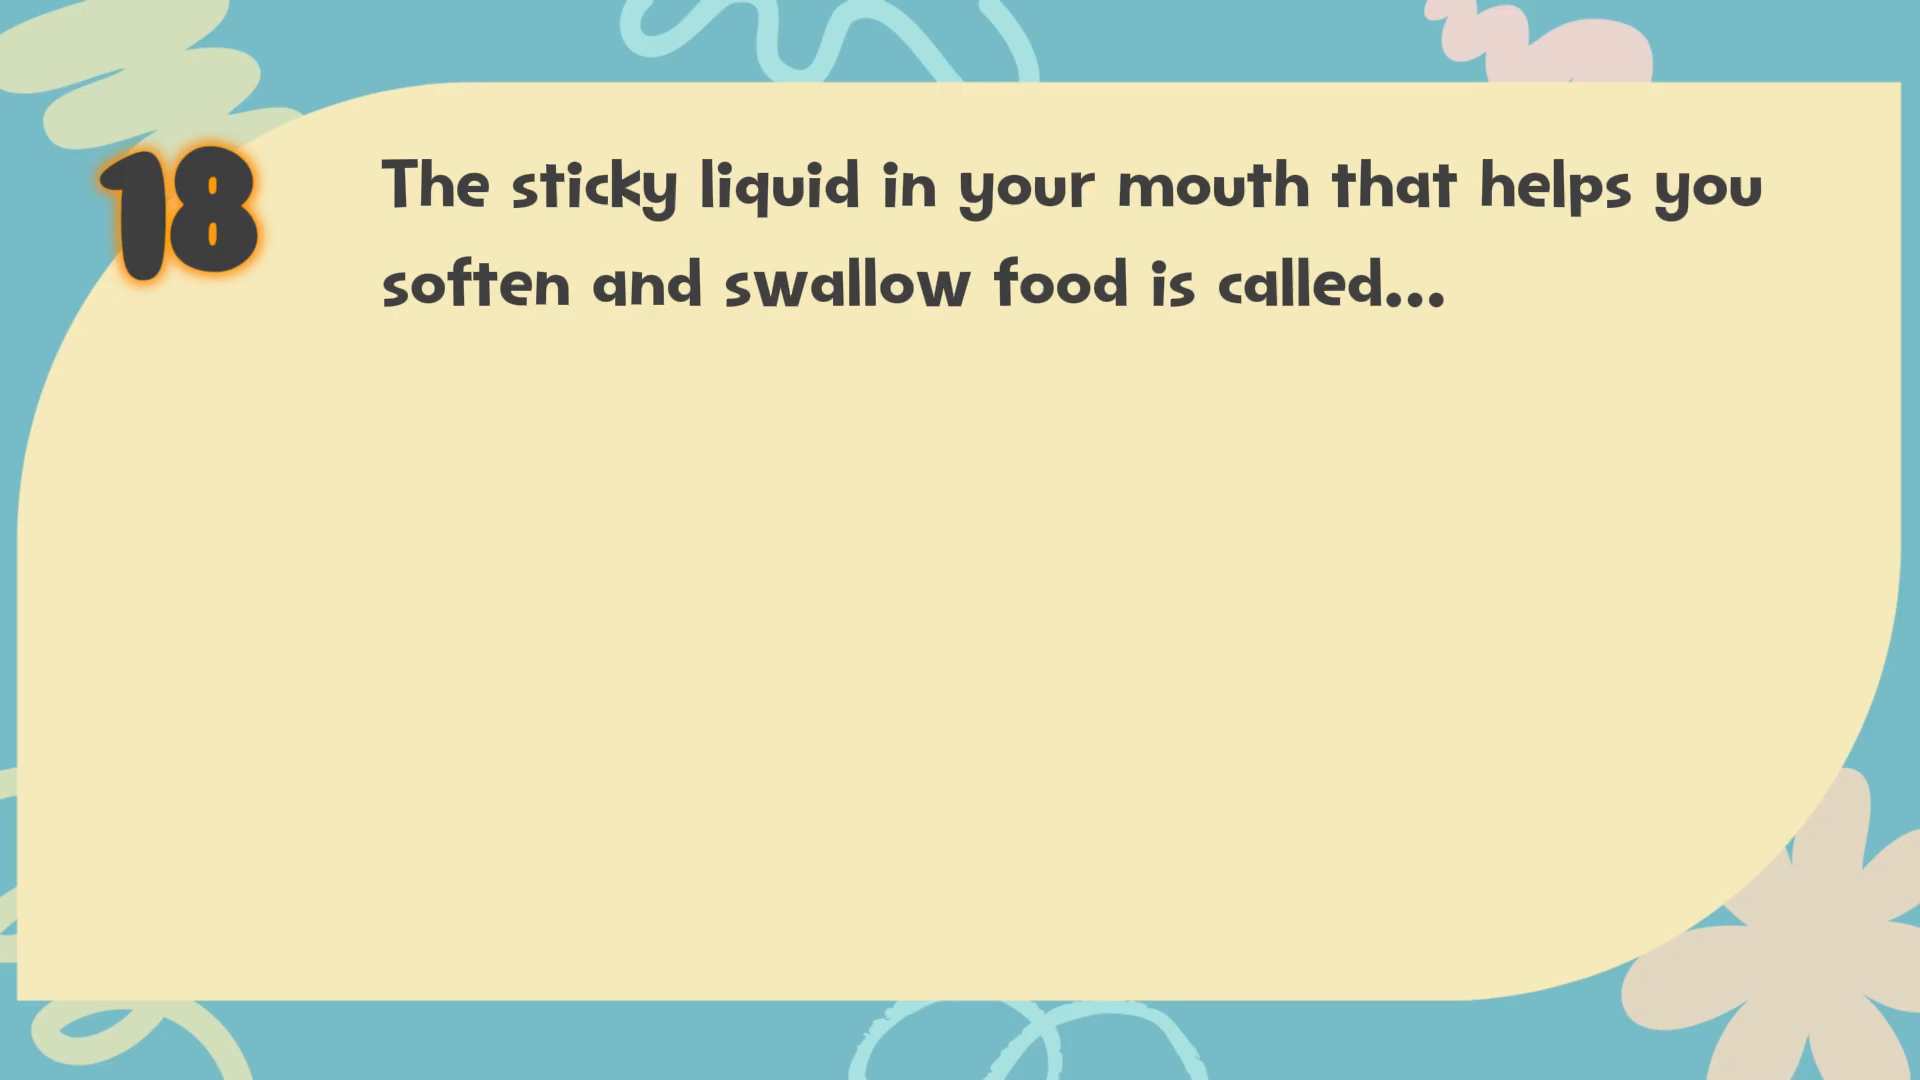 18
The sticky liquid in your mouth that helps you
soften and swallow food is called...